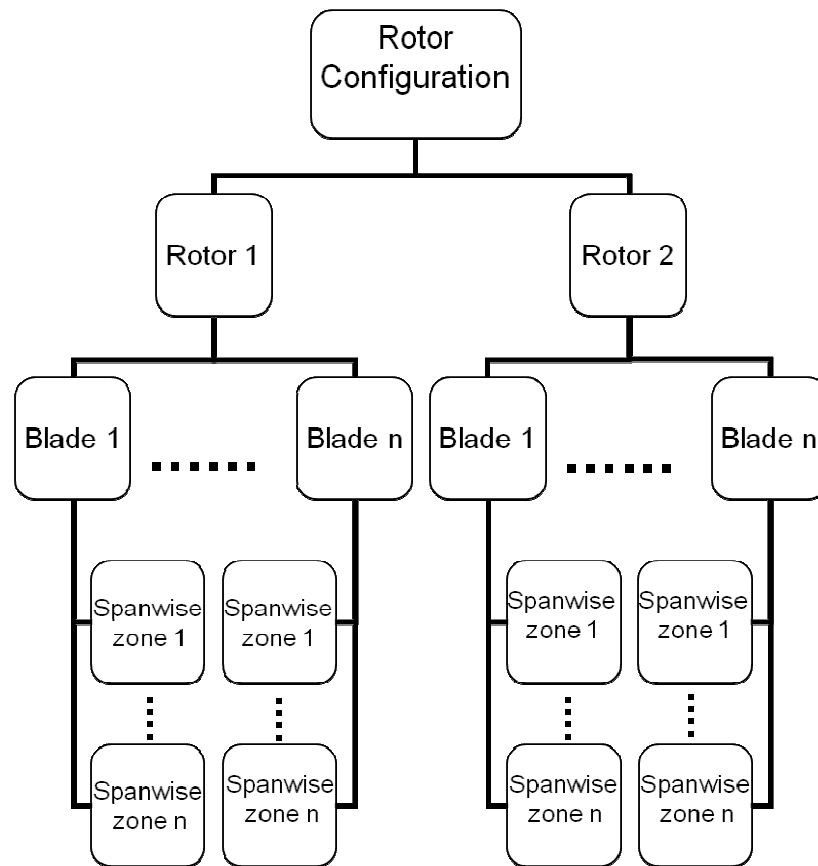 Rotor
Configuration
Rotor 1
Rotor 2
Blade 1
Blade n
Blade 1
Blade n
Spanwise
zone 1
Spanwise
zone 1
Spanwise
zone 1
Spanwise
zone 1
Spanwise
zone n
Spanwise
zone n
Spanwise
zone n
Spanwise
zone n